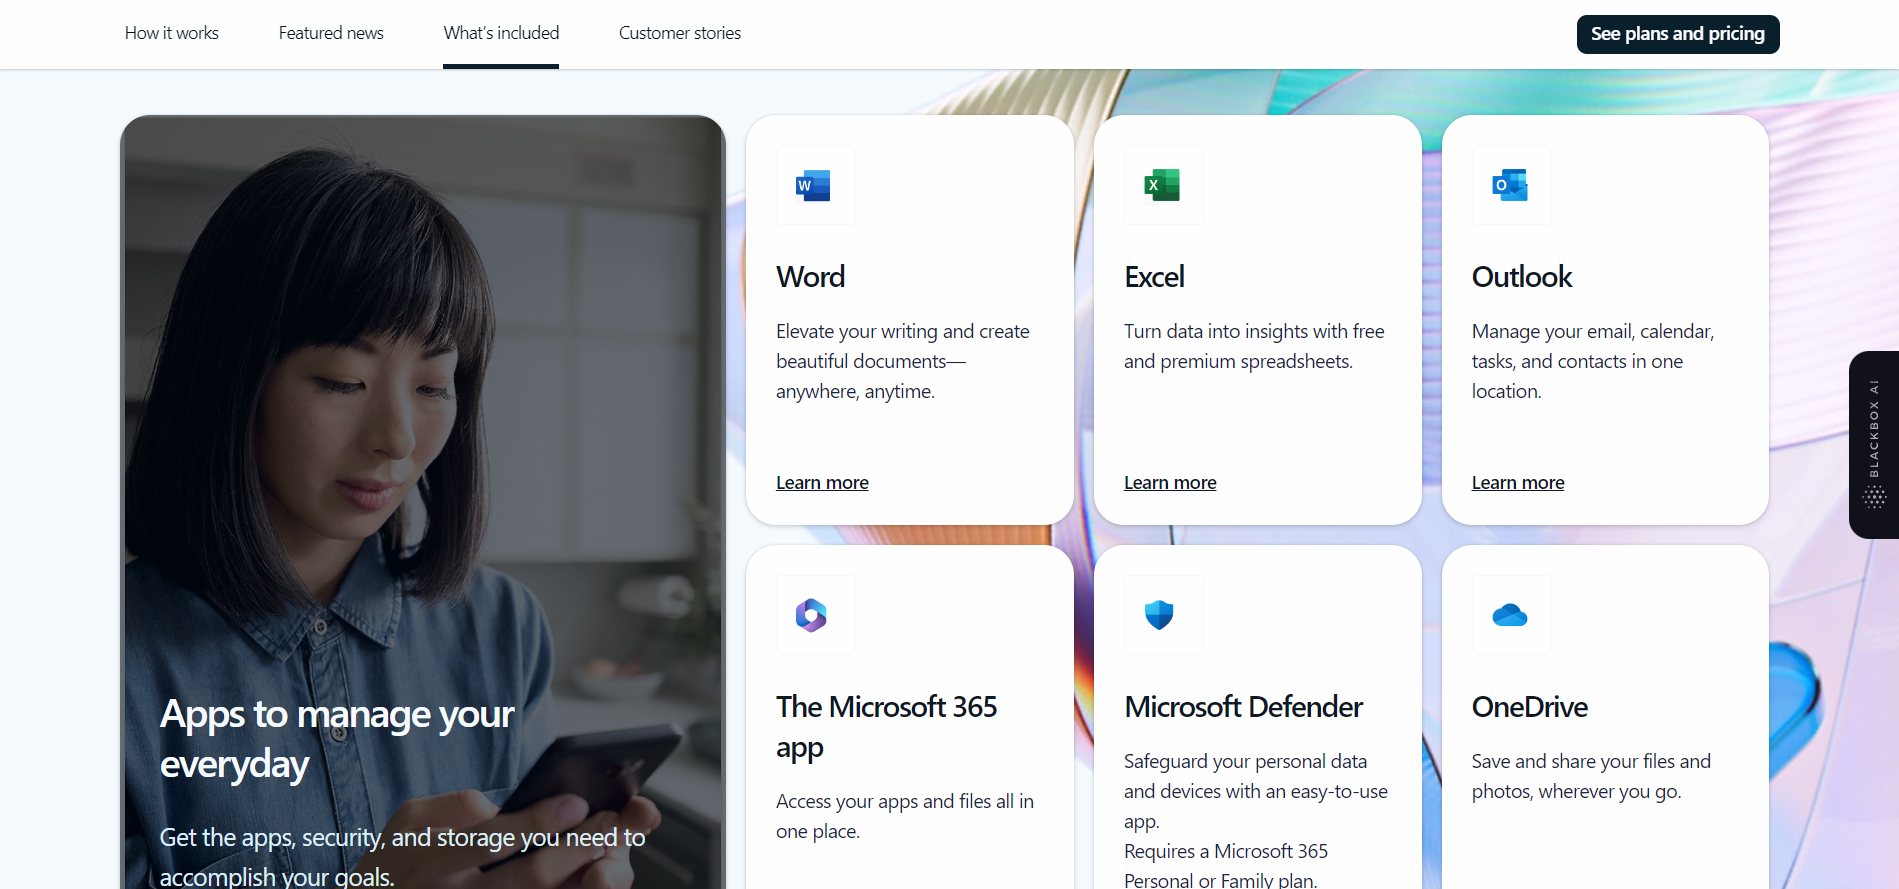 How it works
Featured news
What's included
Customer stories
See plans and pricing
Apps to manage your
everyday
Get the apps, security, and storage you need to
accomplish your goals.
W
Word
Elevate your writing and create
beautiful documents—
anywhere, anytime.
Learn more
X
Excel
Turn data into insights with free
and premium spreadsheets.
Learn more
O
Outlook
Manage your email, calendar,
tasks, and contacts in one
location.
Learn more
The Microsoft 365
app
Access your apps and files all in
one place.
Microsoft Defender
Safeguard your personal data
and devices with an easy-to-use
app.
Requires a Microsoft 365
Personal or Family plan.
OneDrive
Save and share your files and
photos, wherever you go.
BLACKBOX AI